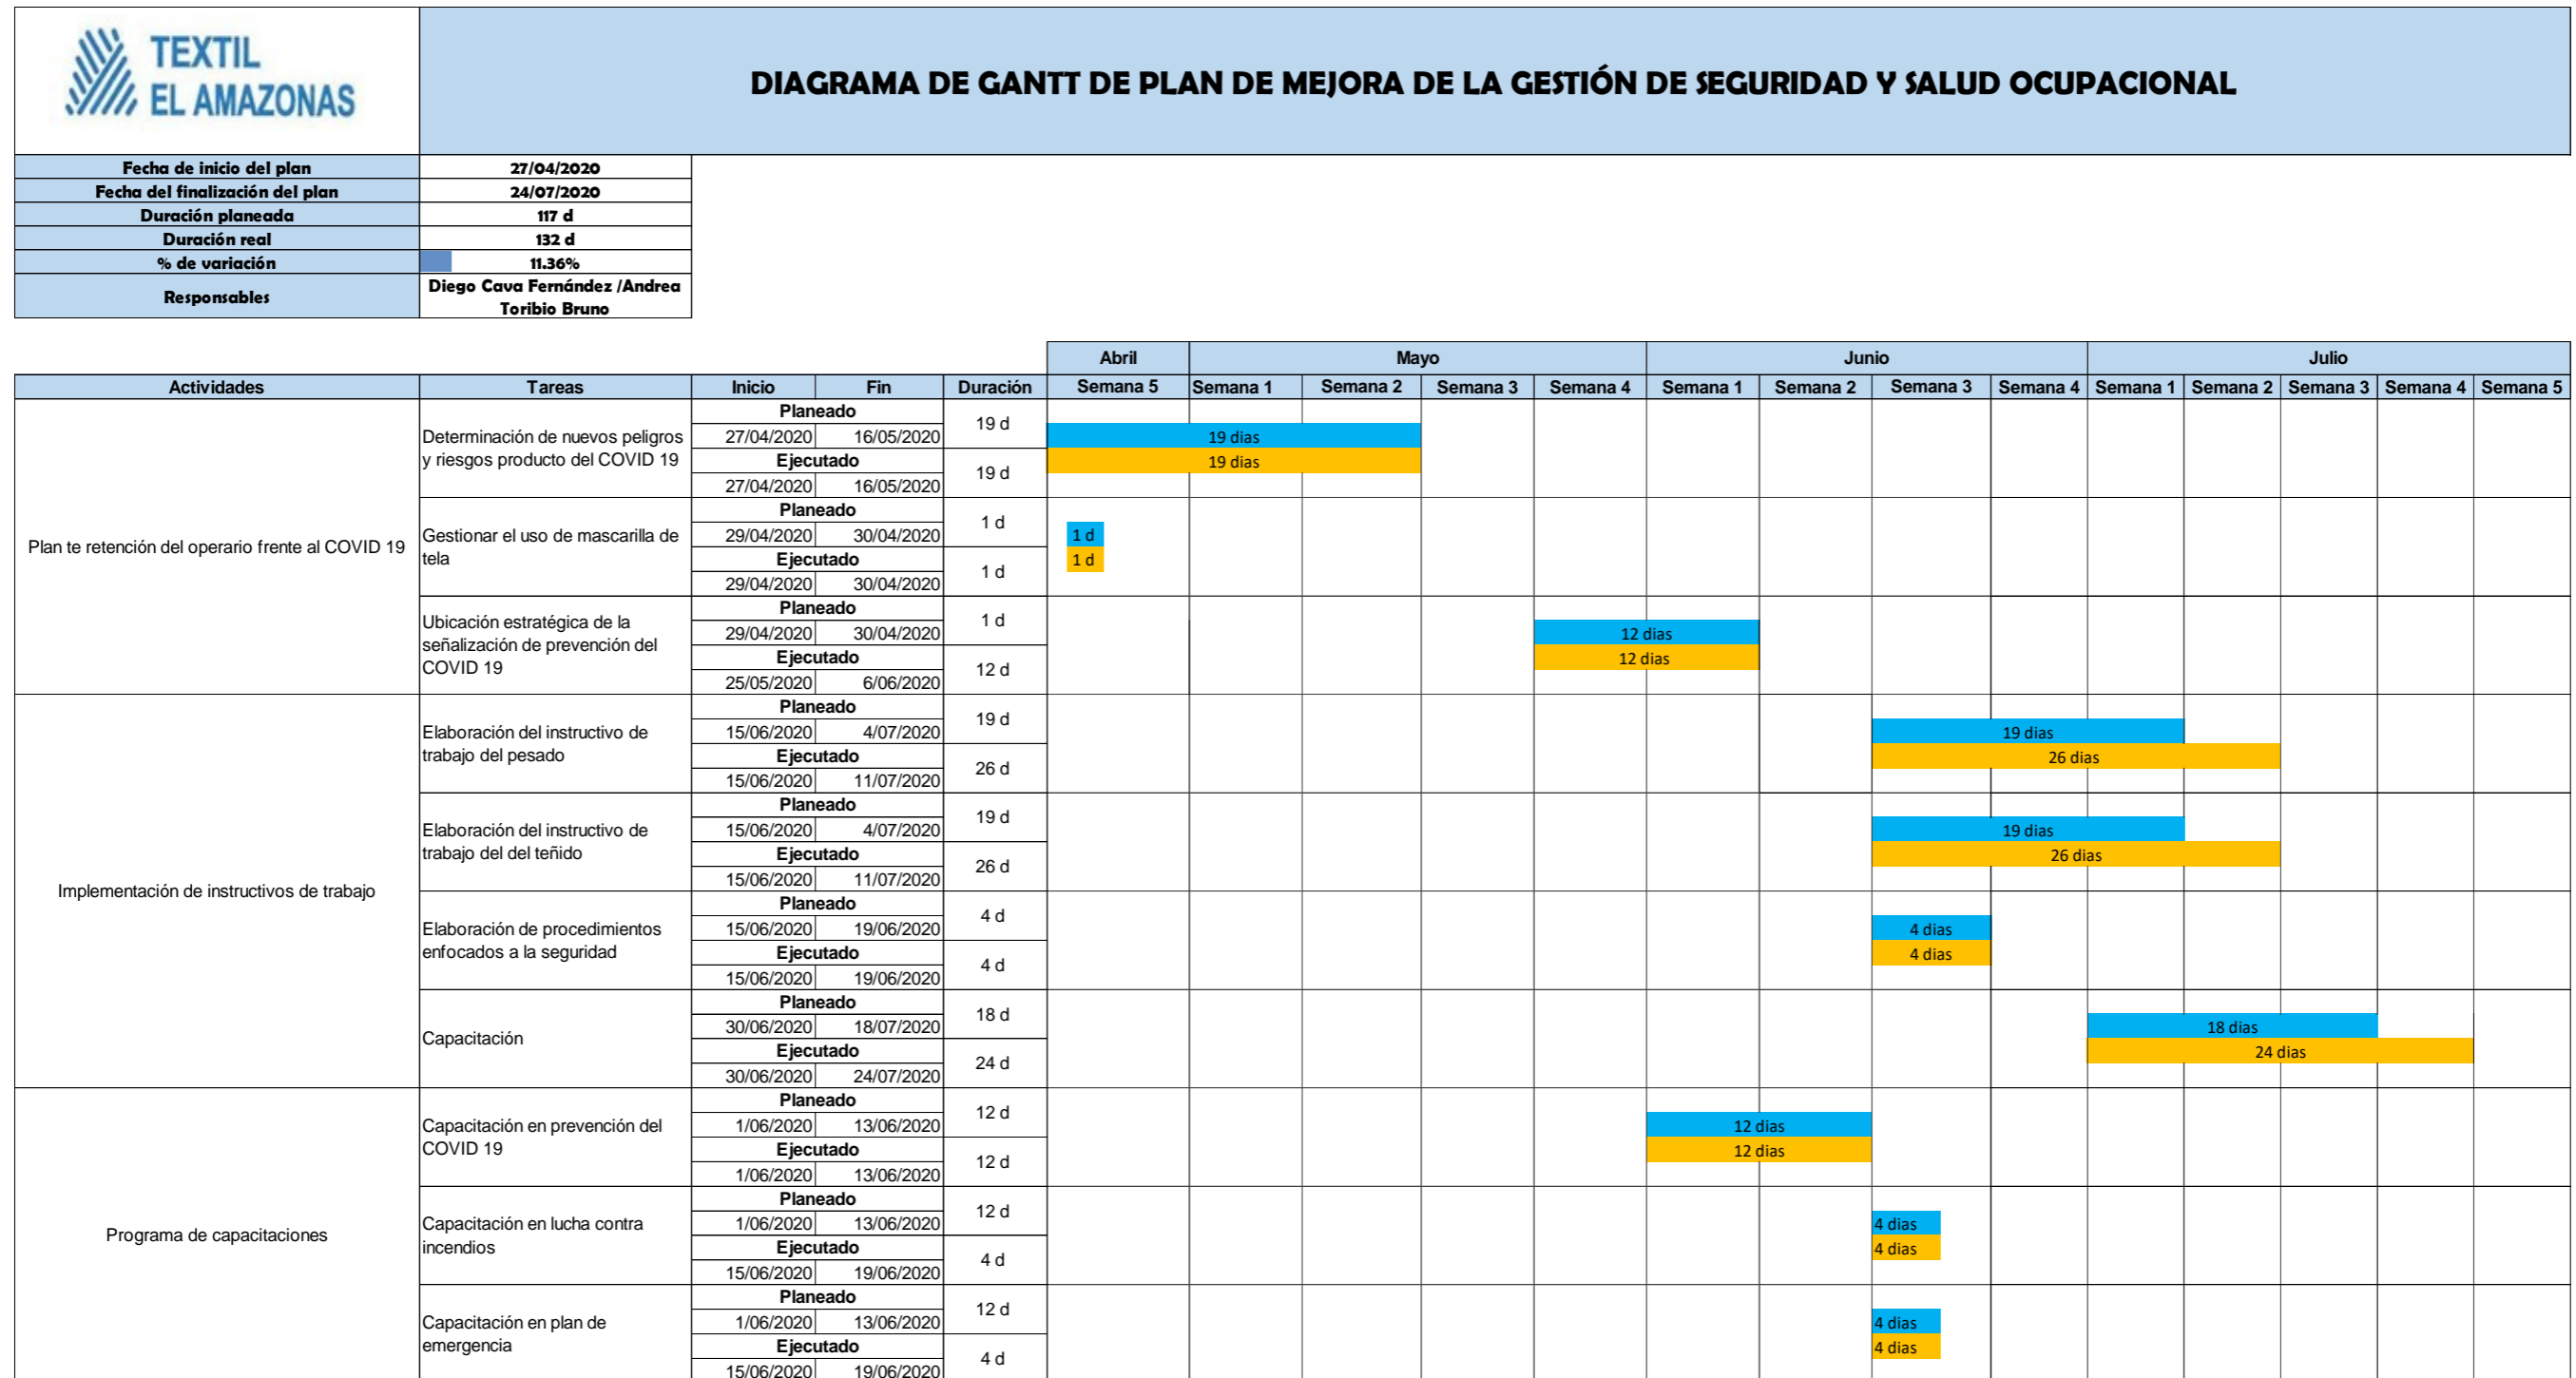 TEXTIL
EL AMAZONAS
DIAGRAMA DE GANTT DE PLAN DE MEJORA DE LA GESTIÓN DE SEGURIDAD Y SALUD OCUPACIONAL
Fecha de inicio del plan 27/04/2020
Fecha del finalización del plan 24/07/2020
Duración planeada 117 d
Duración real 132 d
% de variación 11.36%
Responsables Diego Cava Fernández /Andrea
Toribio Bruno
Abril Mayo Junio Julio
Actividades Tareas Inicio Fin Duración Semana 5 Semana 1 Semana 2 Semana 3 Semana 4 Semana 1 Semana 2 Semana 3 Semana 4 Semana 1 Semana 2 Semana 3 Semana 4 Semana 5
Plan te retención del operario frente al COVID 19
Determinación de nuevos peligros
y riesgos producto del COVID 19
Planeado
27/04/2020 16/05/2020 19 d 19 dias
Ejecutado
27/04/2020 16/05/2020 19 d 19 dias
Gestionar el uso de mascarilla de
tela
Planeado
29/04/2020 30/04/2020 1 d 1 d
Ejecutado
29/04/2020 30/04/2020 1 d 1 d
Ubicación estratégica de la
señalización de prevención del
COVID 19
Planeado
29/04/2020 30/04/2020 1 d 12 dias
Ejecutado
25/05/2020 6/06/2020 12 d 12 dias
Implementación de instructivos de trabajo
Elaboración del instructivo de
trabajo del pesado
Planeado
15/06/2020 4/07/2020 19 d 19 dias
Ejecutado
15/06/2020 11/07/2020 26 d 26 dias
Elaboración del instructivo de
trabajo del del teñido
Planeado
15/06/2020 4/07/2020 19 d 19 dias
Ejecutado
15/06/2020 11/07/2020 26 d 26 dias
Elaboración de procedimientos
enfocados a la seguridad
Planeado
15/06/2020 19/06/2020 4 d 4 dias
Ejecutado
15/06/2020 19/06/2020 4 d 4 dias
Capacitación
Planeado
30/06/2020 18/07/2020 18 d 18 dias
Ejecutado
30/06/2020 24/07/2020 24 d 24 dias
Programa de capacitaciones
Capacitación en prevención del
COVID 19
Planeado
1/06/2020 13/06/2020 12 d 12 dias
Ejecutado
1/06/2020 13/06/2020 12 d 12 dias
Capacitación en lucha contra
incendios
Planeado
1/06/2020 13/06/2020 12 d 4 dias
Ejecutado
15/06/2020 19/06/2020 4 d 4 dias
Capacitación en plan de
emergencia
Planeado
1/06/2020 13/06/2020 12 d 4 dias
Ejecutado
15/06/2020 19/06/2020 4 d 4 dias